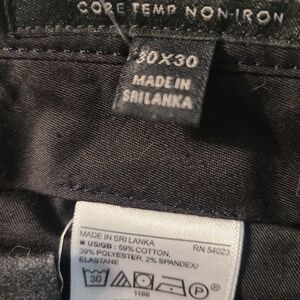 CORE TEMP NON-IRON
30X30
MADE IN
SRI LANKA
MADE IN SRI LANKA RN 54023
US/GB : 59% COTTON,
39% POLYESTER, 2% SPANDEX/
ELASTANE
30
P
1166